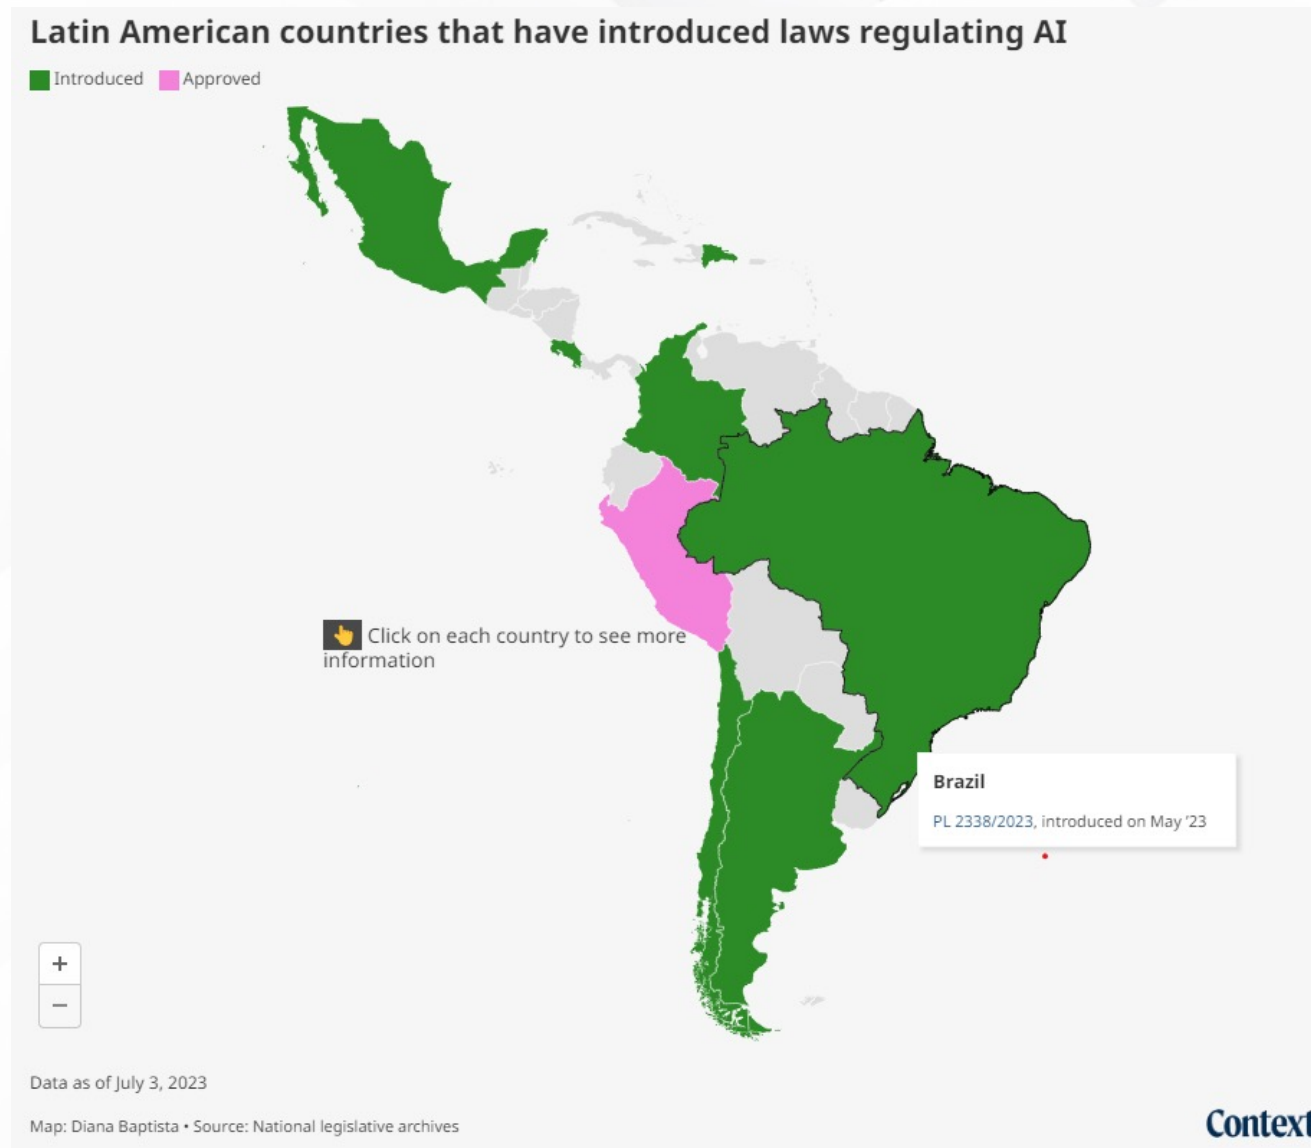 Latin American countries that have introduced laws regulating AI
Introduced Approved
Click on each country to see more
information
Brazil
PL 2338/2023, introduced on May '23
+
−
Data as of July 3, 2023
Map: Diana Baptista • Source: National legislative archives
Context